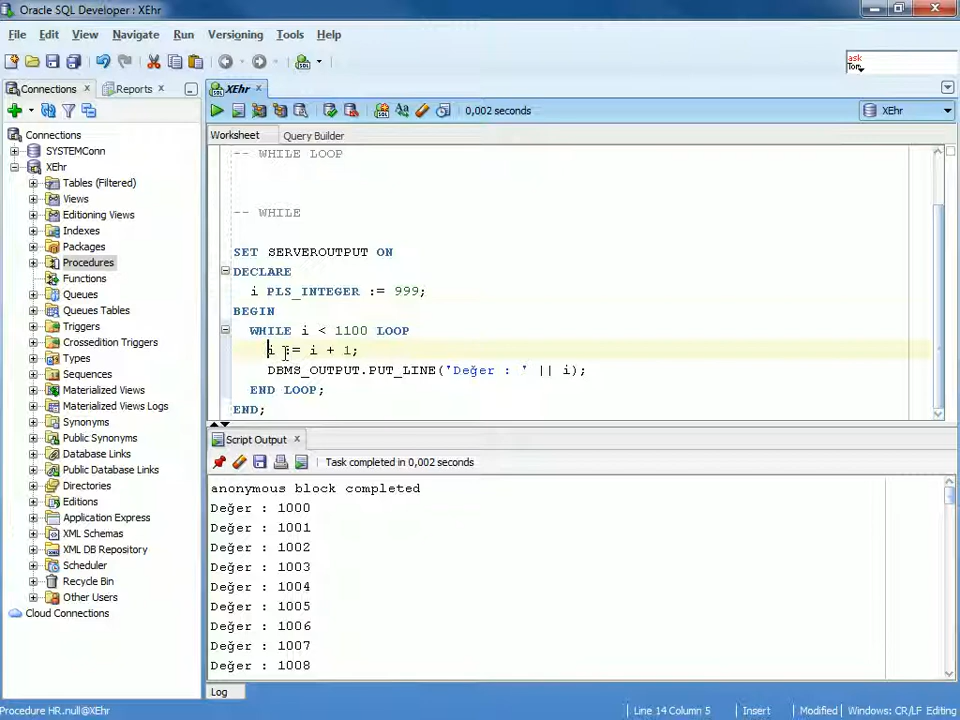 Oracle SQL Developer : XEhr
File Edit View Navigate Run Versioning Tools Help
ask
Tom
Connections Reports
XEhr
0,002 seconds
XEhr
Worksheet Query Builder
Connections
SYSTEMConn
XEhr
Tables (Filtered)
Views
Editioning Views
Indexes
Packages
Procedures
Functions
Queues
Queues Tables
Triggers
Crossedition Triggers
Types
Sequences
Materialized Views
Materialized Views Logs
Synonyms
Public Synonyms
Database Links
Public Database Links
Directories
Editions
Application Express
XML Schemas
XML DB Repository
Scheduler
Recycle Bin
Other Users
Cloud Connections
-- WHILE LOOP
-- WHILE
SET SERVEROUTPUT ON
DECLARE
i PLS_INTEGER := 999;
BEGIN
WHILE i < 1100 LOOP
i := i + 1;
DBMS_OUTPUT.PUT_LINE('Değer : ' || i);
END LOOP;
END;
Script Output
Task completed in 0,002 seconds
anonymous block completed
Değer : 1000
Değer : 1001
Değer : 1002
Değer : 1003
Değer : 1004
Değer : 1005
Değer : 1006
Değer : 1007
Değer : 1008
Log
Procedure HR.null@XEhr
Line 14 Column 5 Insert Modified Windows: CR/LF Editing